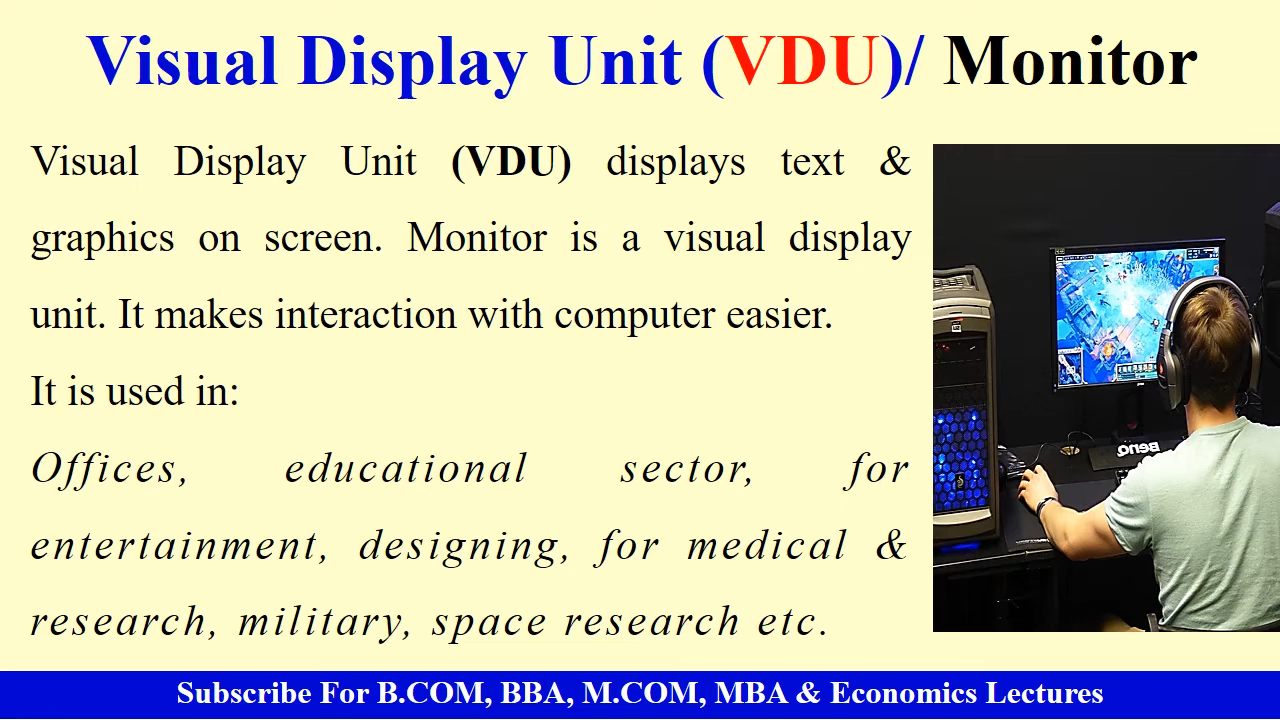 Visual Display Unit (VDU)/ Monitor
Visual Display Unit (VDU) displays text &
graphics on screen. Monitor is a visual display
unit. It makes interaction with computer easier.
It is used in:
Offices, educational sector, for
entertainment, designing, for medical &
research, military, space research etc.
BenQ
Subscribe For B.COM, BBA, M.COM, MBA & Economics Lectures